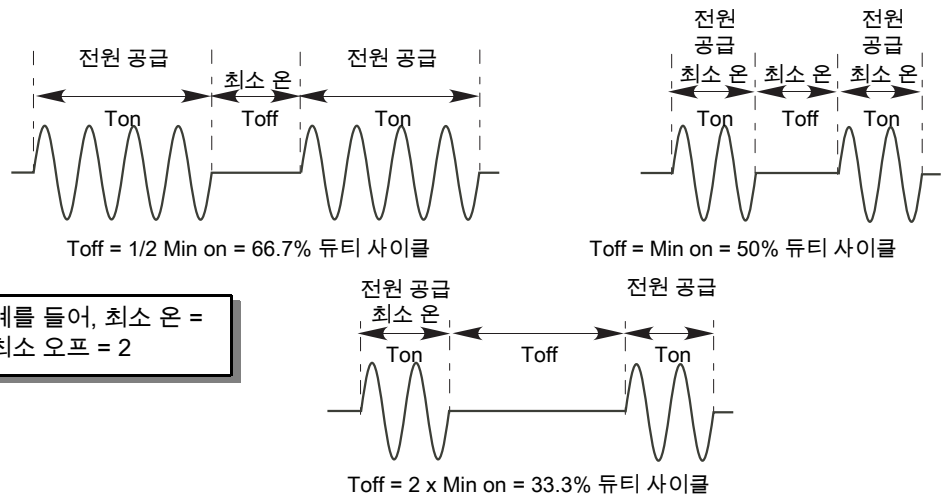 전원 공급
최소 온
전원 공급
Ton
Toff
Ton
Toff = 1/2 Min on = 66.7% 듀티 사이클
전원
공급
전원
공급
최소 온
최소 온
최소 온
Ton
Toff
Ton
Toff = Min on = 50% 듀티 사이클
예를 들어, 최소 온 =
최소 오프 = 2
전원 공급
최소 온
전원 공급
Ton
Toff
Ton
Toff = 2 x Min on = 33.3% 듀티 사이클